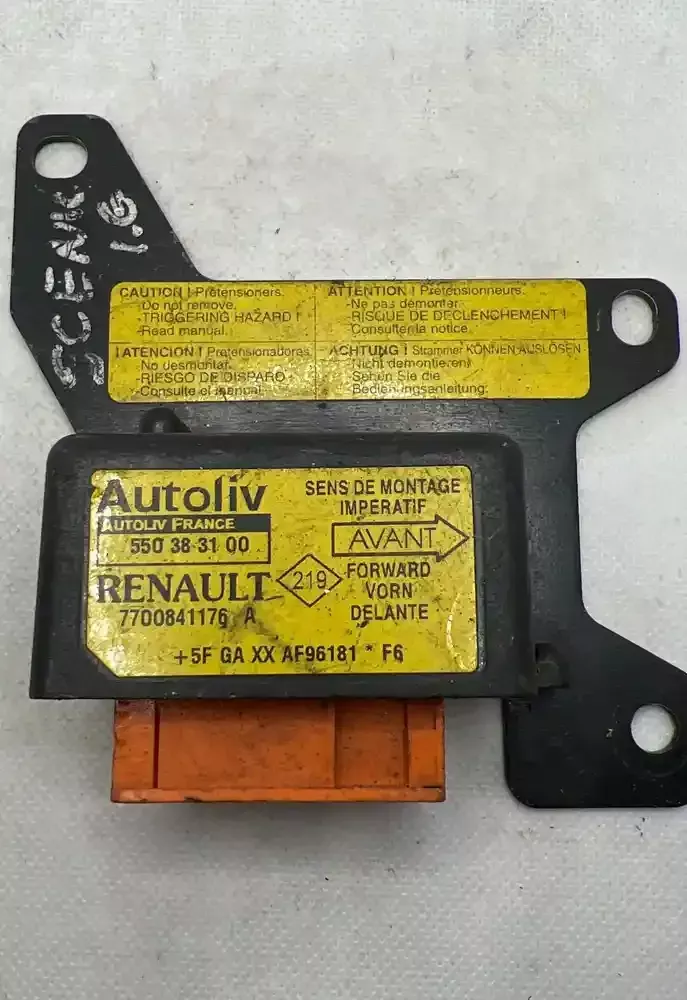 SCENIC
1.6
CAUTION ! Pretensioners.
-Do not remove.
-TRIGGERING HAZARD !
-Read manual.
ATTENTION ! Prétensionneurs.
-Ne pas démonter.
-RISQUE DE DECLENCHEMENT !
-Consulter la notice.
¡ATENCION ! Pretensionadores.
-No desmontar.
-RIESGO DE DISPARO.
-Consulte el manual.
ACHTUNG ! Strammer KÖNNEN AUSLÖSEN
Nicht demontieren!
Sehen Sie die
Bedienungsanleitung.
Autoliv
AUTOLIV FRANCE
550 38 31 00
RENAULT
7700841176 A
219
SENS DE MONTAGE
IMPERATIF
AVANT
FORWARD
VORN
DELANTE
+5F GA XX AF96181 * F6